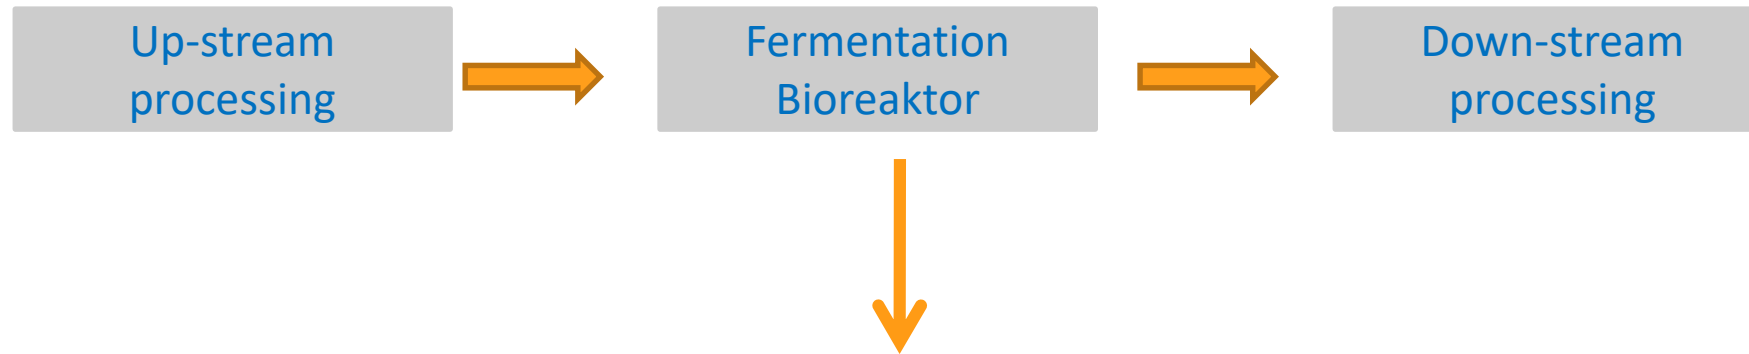 Up-stream
processing
Fermentation
Bioreaktor
Down-stream
processing